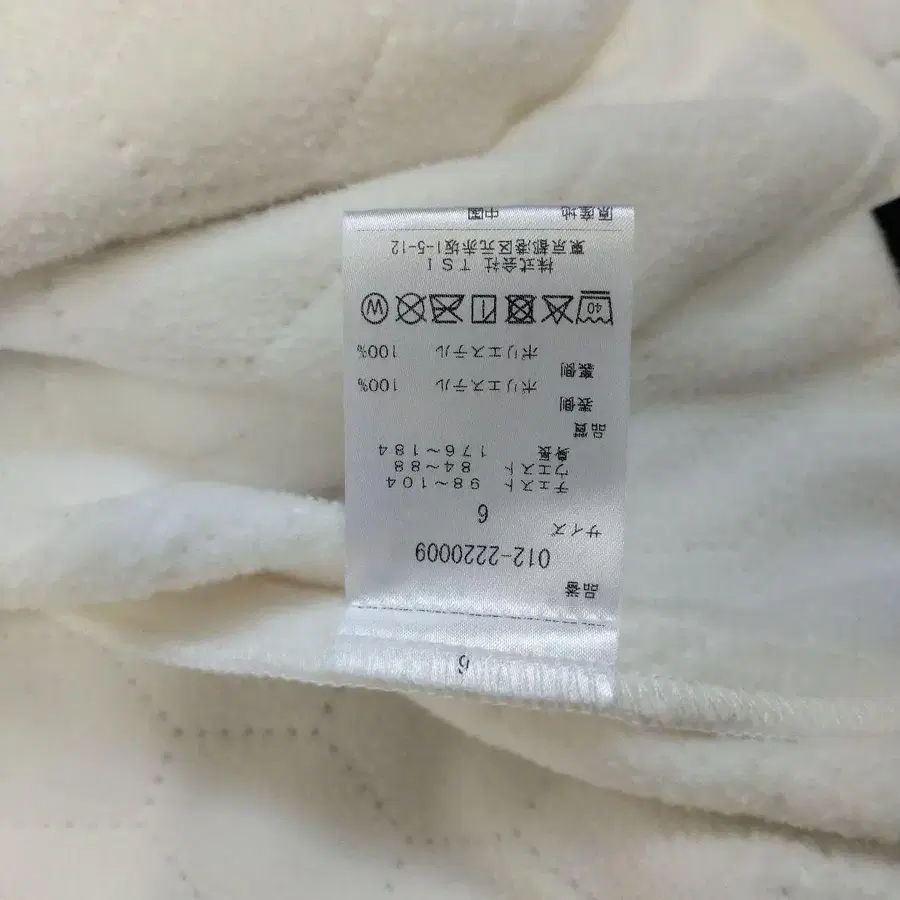 6
品番
012-2220009
サイズ
6
チェスト 98～104
ウエスト 84～88
身長 176～184
品質
表側
ポリエステル 100%
裏側
ポリエステル 100%
40 W
株式会社 TSI
東京都港区元赤坂1-5-12
原産地 中国